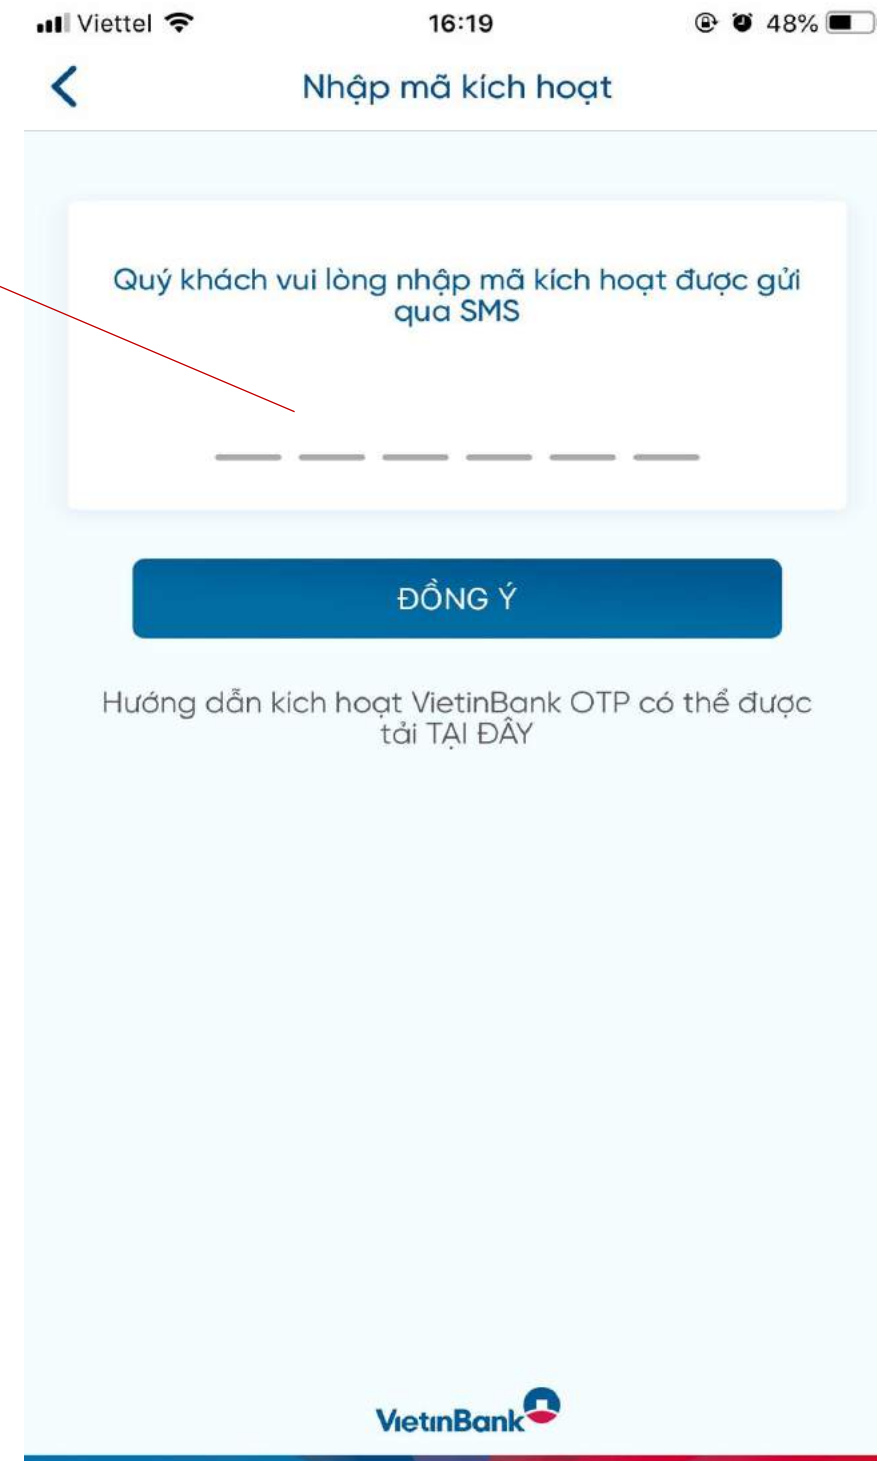 Viettel 16:19 48%
Nhập mã kích hoạt
Quý khách vui lòng nhập mã kích hoạt được gửi
qua SMS
ĐỒNG Ý
Hướng dẫn kích hoạt VietinBank OTP có thể được
tải TẠI ĐÂY
VietinBank